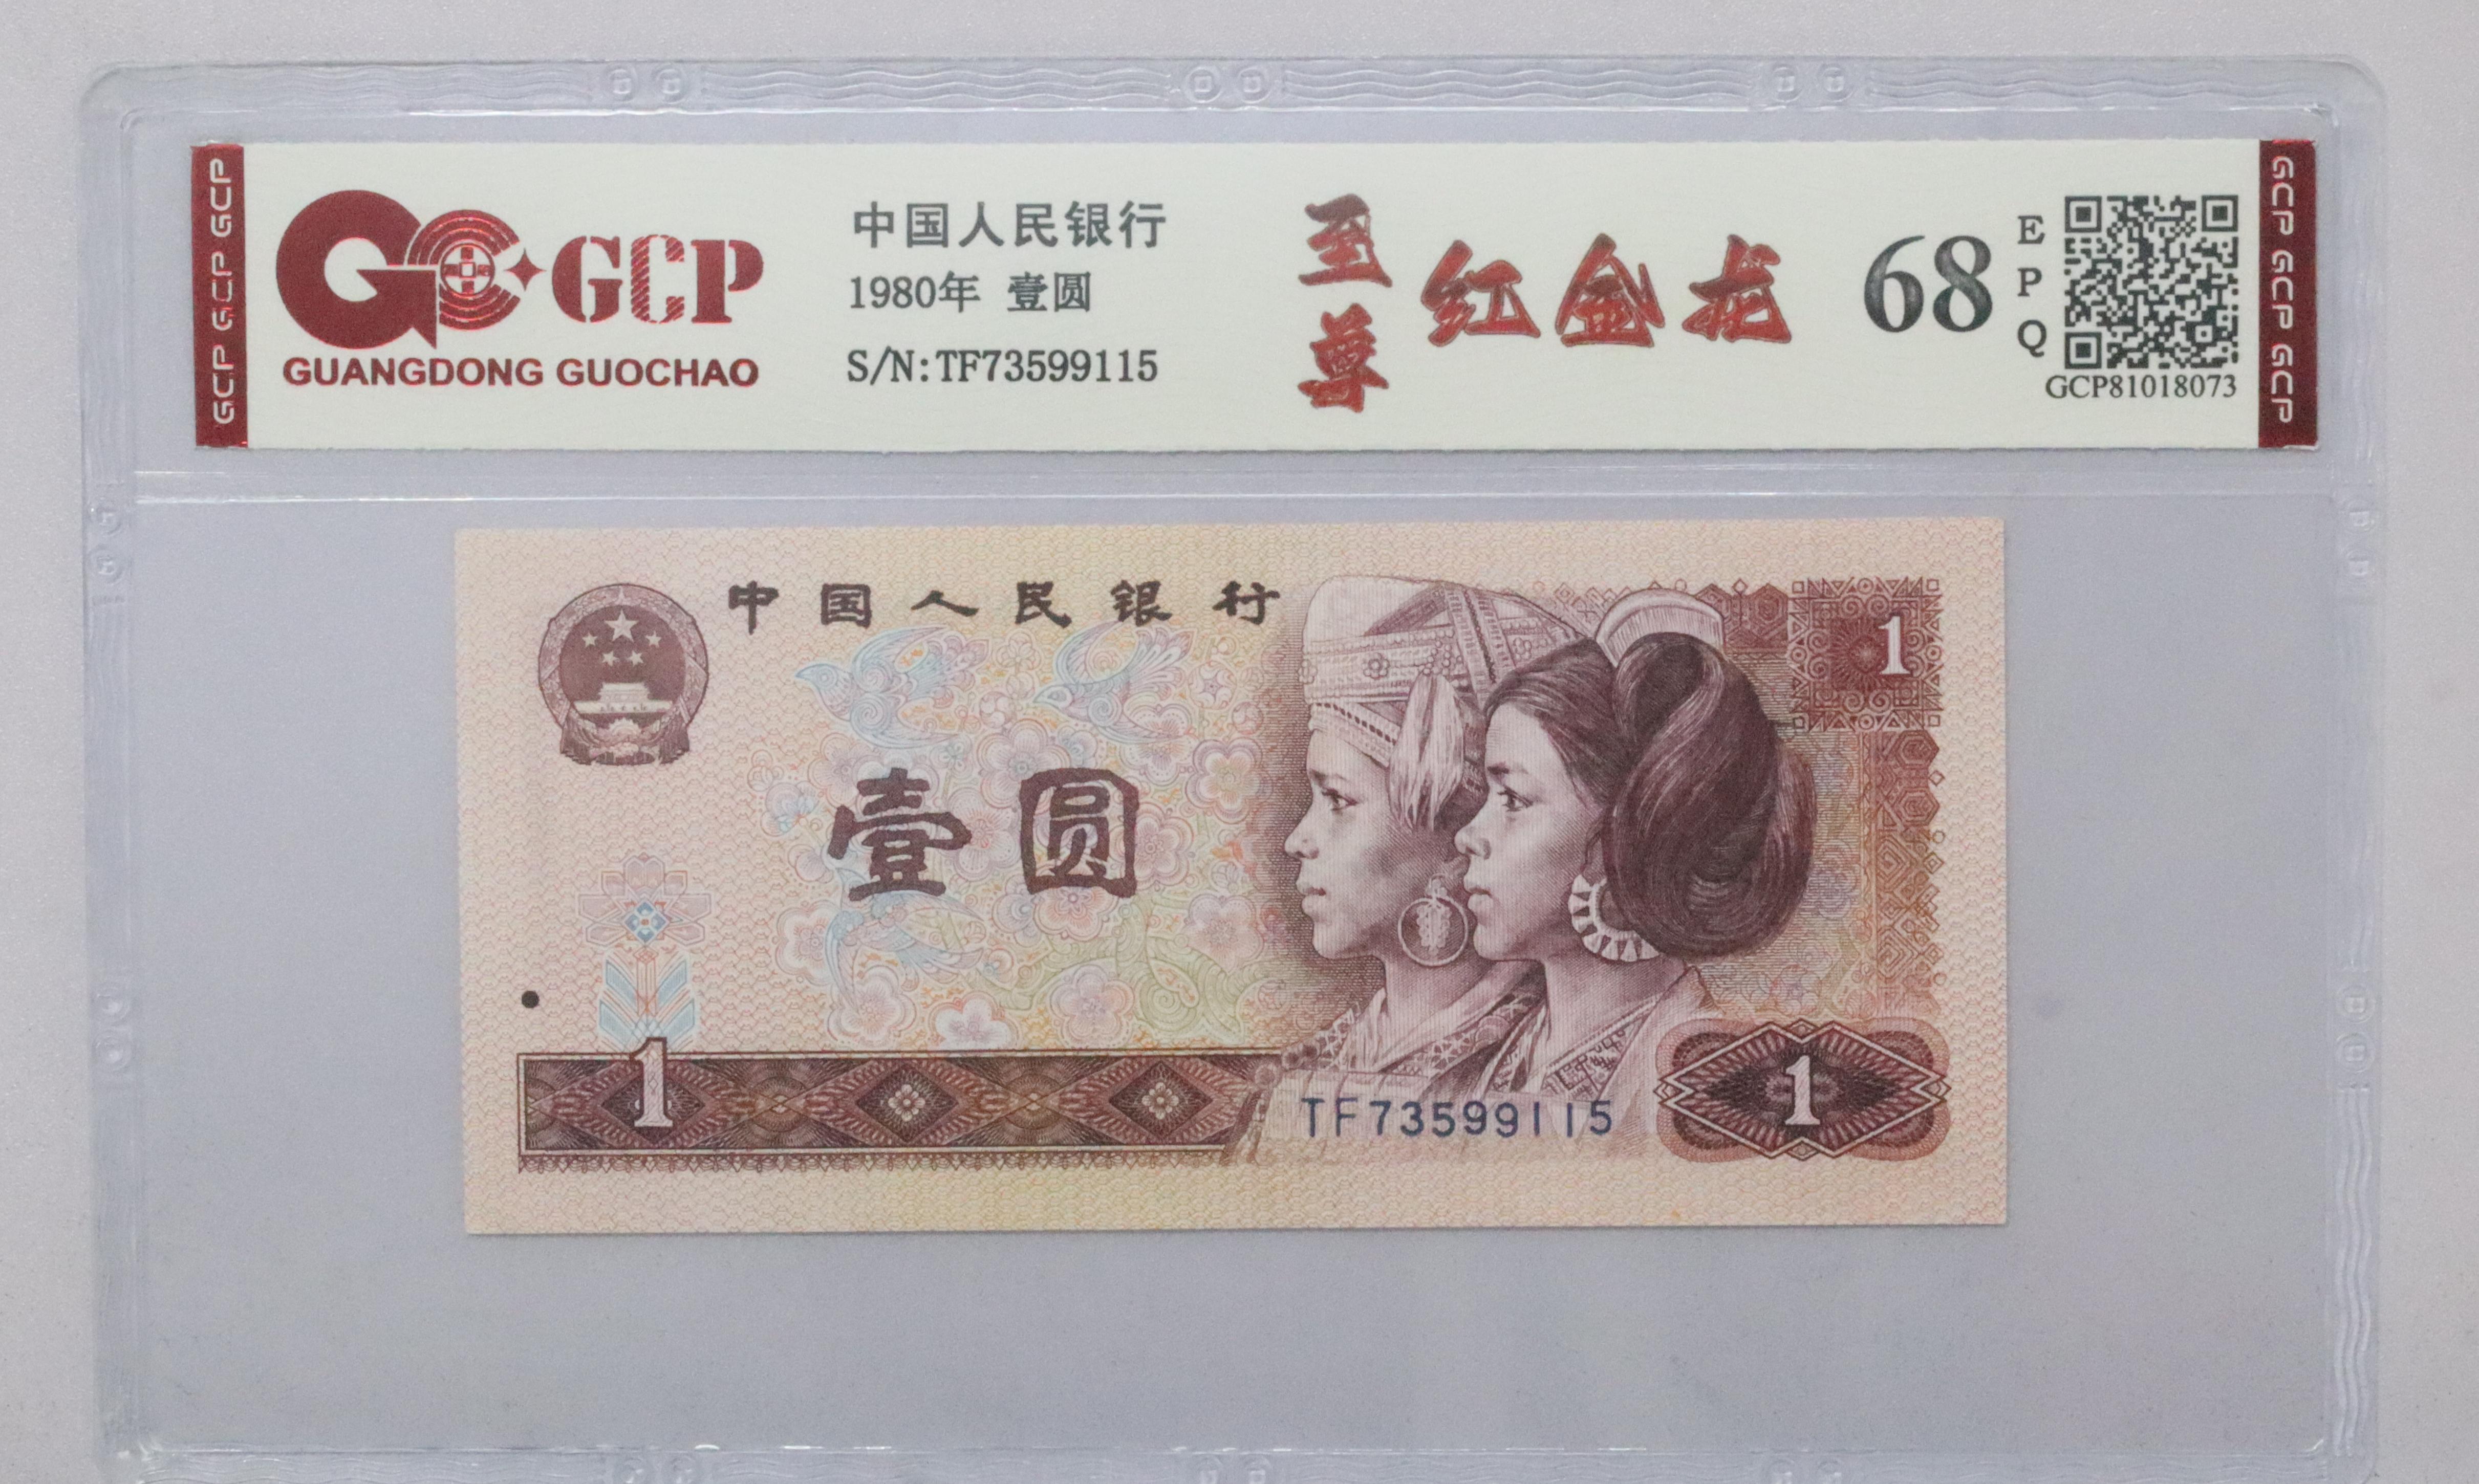 GCP GCP GCP
GCP
GUANGDONG GUOCHAO
中国人民银行
1980年 壹圆
S/N:TF73599115
至尊
红金龙
68
EPQ
GCP81018073
GCP GCP GCP
中国人民银行
1
壹圆
1
TF73599115
1